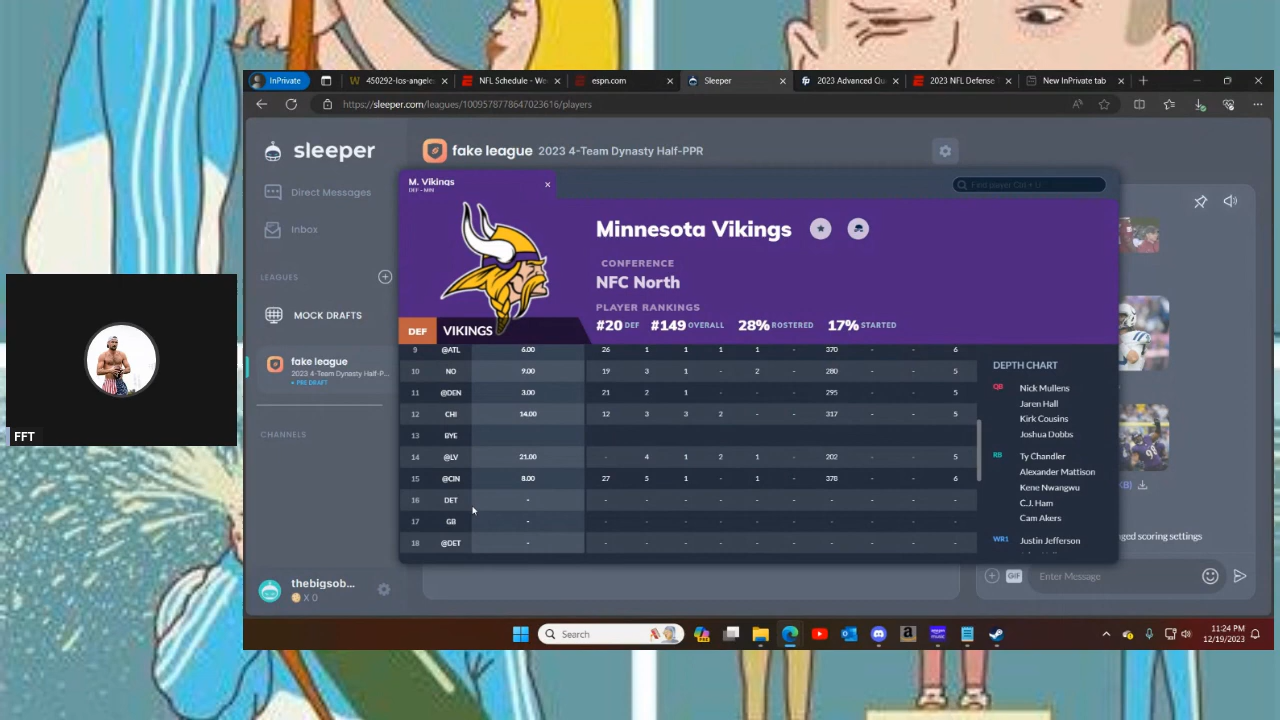 InPrivate
450292-los-angele
NFL Schedule - We
espn.com
Sleeper
2023 Advanced Qu
2023 NFL Defense
New InPrivate tab
https://sleeper.com/leagues/1009578778647023616/players
sleeper
fake league 2023 4-Team Dynasty Half-PPR
Direct Messages
Inbox
LEAGUES
MOCK DRAFTS
fake league
2023 4-Team Dynasty Half-P...
PRE DRAFT
CHANNELS
thebigsob...
X 0
M. Vikings
DEF - MIN
Minnesota Vikings
CONFERENCE
NFC North
PLAYER RANKINGS
#20 DEF #149 OVERALL 28% ROSTERED 17% STARTED
DEF VIKINGS
9 @ATL 6.00 26 1 1 1 1 - 370 - - 6
10 NO 9.00 19 3 1 - 2 - 280 - - 5
11 @DEN 3.00 21 2 1 - - - 295 - - 5
12 CHI 14.00 12 3 3 2 - - 317 - - 5
13 BYE
14 @LV 21.00 - 4 1 2 1 - 202 - - 5
15 @CIN 8.00 27 5 1 - 1 - 378 - - 6
16 DET - - - - - - - - - - -
17 GB - - - - - - - - - - -
18 @DET - - - - - - - - - - -
DEPTH CHART
QB Nick Mullens
Jaren Hall
Kirk Cousins
Joshua Dobbs
RB Ty Chandler
Alexander Mattison
Kene Nwangwu
C.J. Ham
Cam Akers
WR1 Justin Jefferson
KB)
ged scoring settings
GIF Enter Message
FFT
Search
11:24 PM
12/19/2023